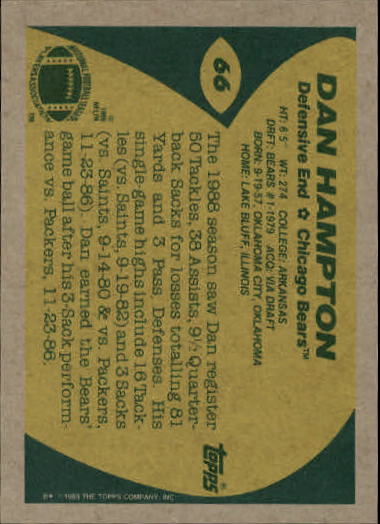 66
DAN HAMPTON
Defensive End ✩ Chicago Bears™
HT: 6'5" WT: 274 COLLEGE: ARKANSAS
DRFT: BEARS #1-1979 ACQ: VIA DRAFT
BORN: 9-19-57, OKLAHOMA CITY, OKLAHOMA
HOME: LAKE BLUFF, ILLINOIS
The 1988 season saw Dan register
50 Tackles, 38 Assists, 9½ Quarter-
back Sacks for losses totalling 81
Yards and 3 Pass Defenses. His
single game highs include 16 Tack-
les (vs. Saints, 9-19-82) and 3 Sacks
(vs. Saints, 9-14-80 & vs. Packers,
11-23-86). Dan earned the Bears'
game ball after his 3-Sack perform-
ance vs. Packers, 11-23-86.
TOPPS
© 1989 THE TOPPS COMPANY, INC.